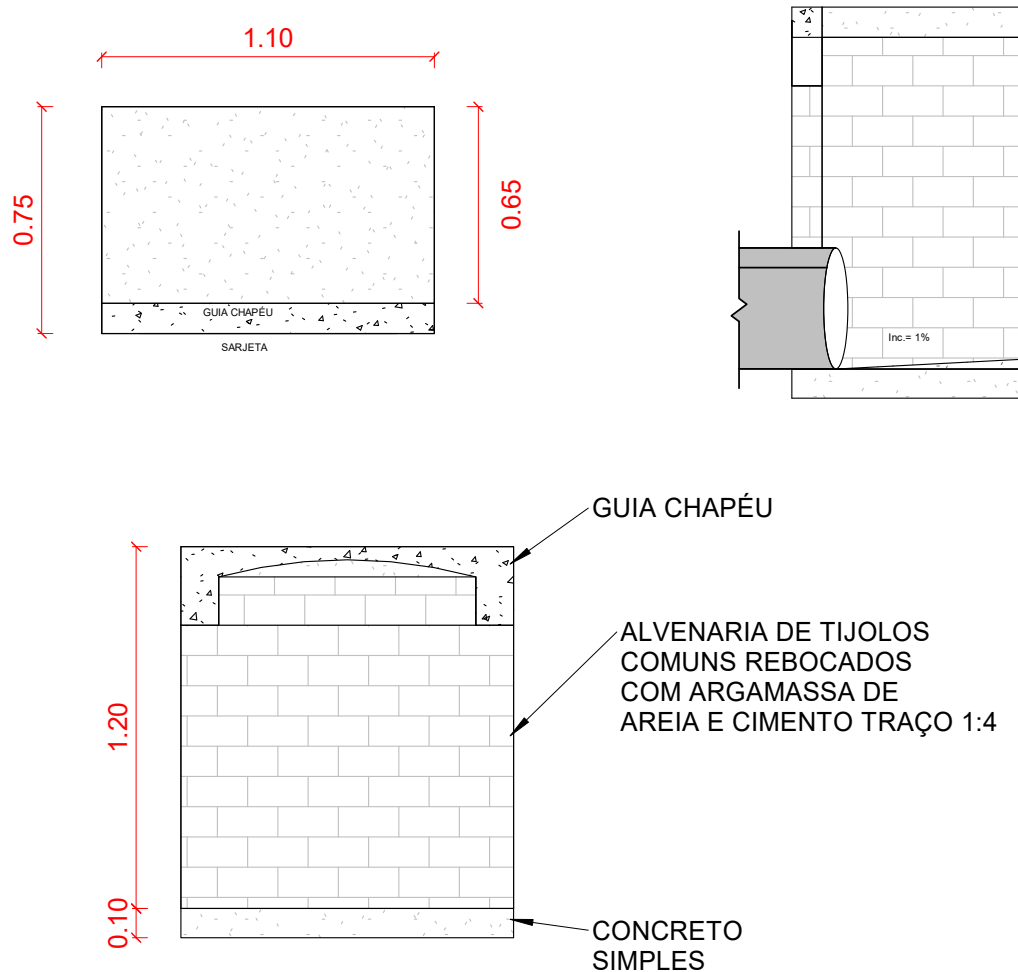 1.10
0.75
0.65
GUIA CHAPÉU
SARJETA
Inc.= 1%
GUIA CHAPÉU
ALVENARIA DE TIJOLOS
COMUNS REBOCADOS
COM ARGAMASSA DE
AREIA E CIMENTO TRAÇO 1:4
1.20
0.10
CONCRETO
SIMPLES